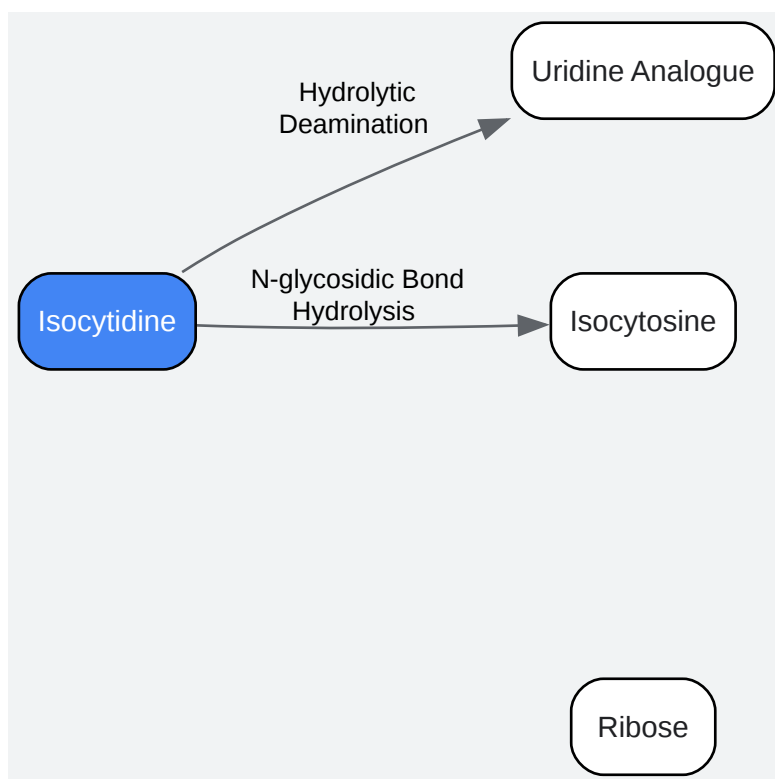 Uridine Analogue
Hydrolytic
Deamination
N-glycosidic Bond
Hydrolysis
Isocytidine
Isocytosine
Ribose